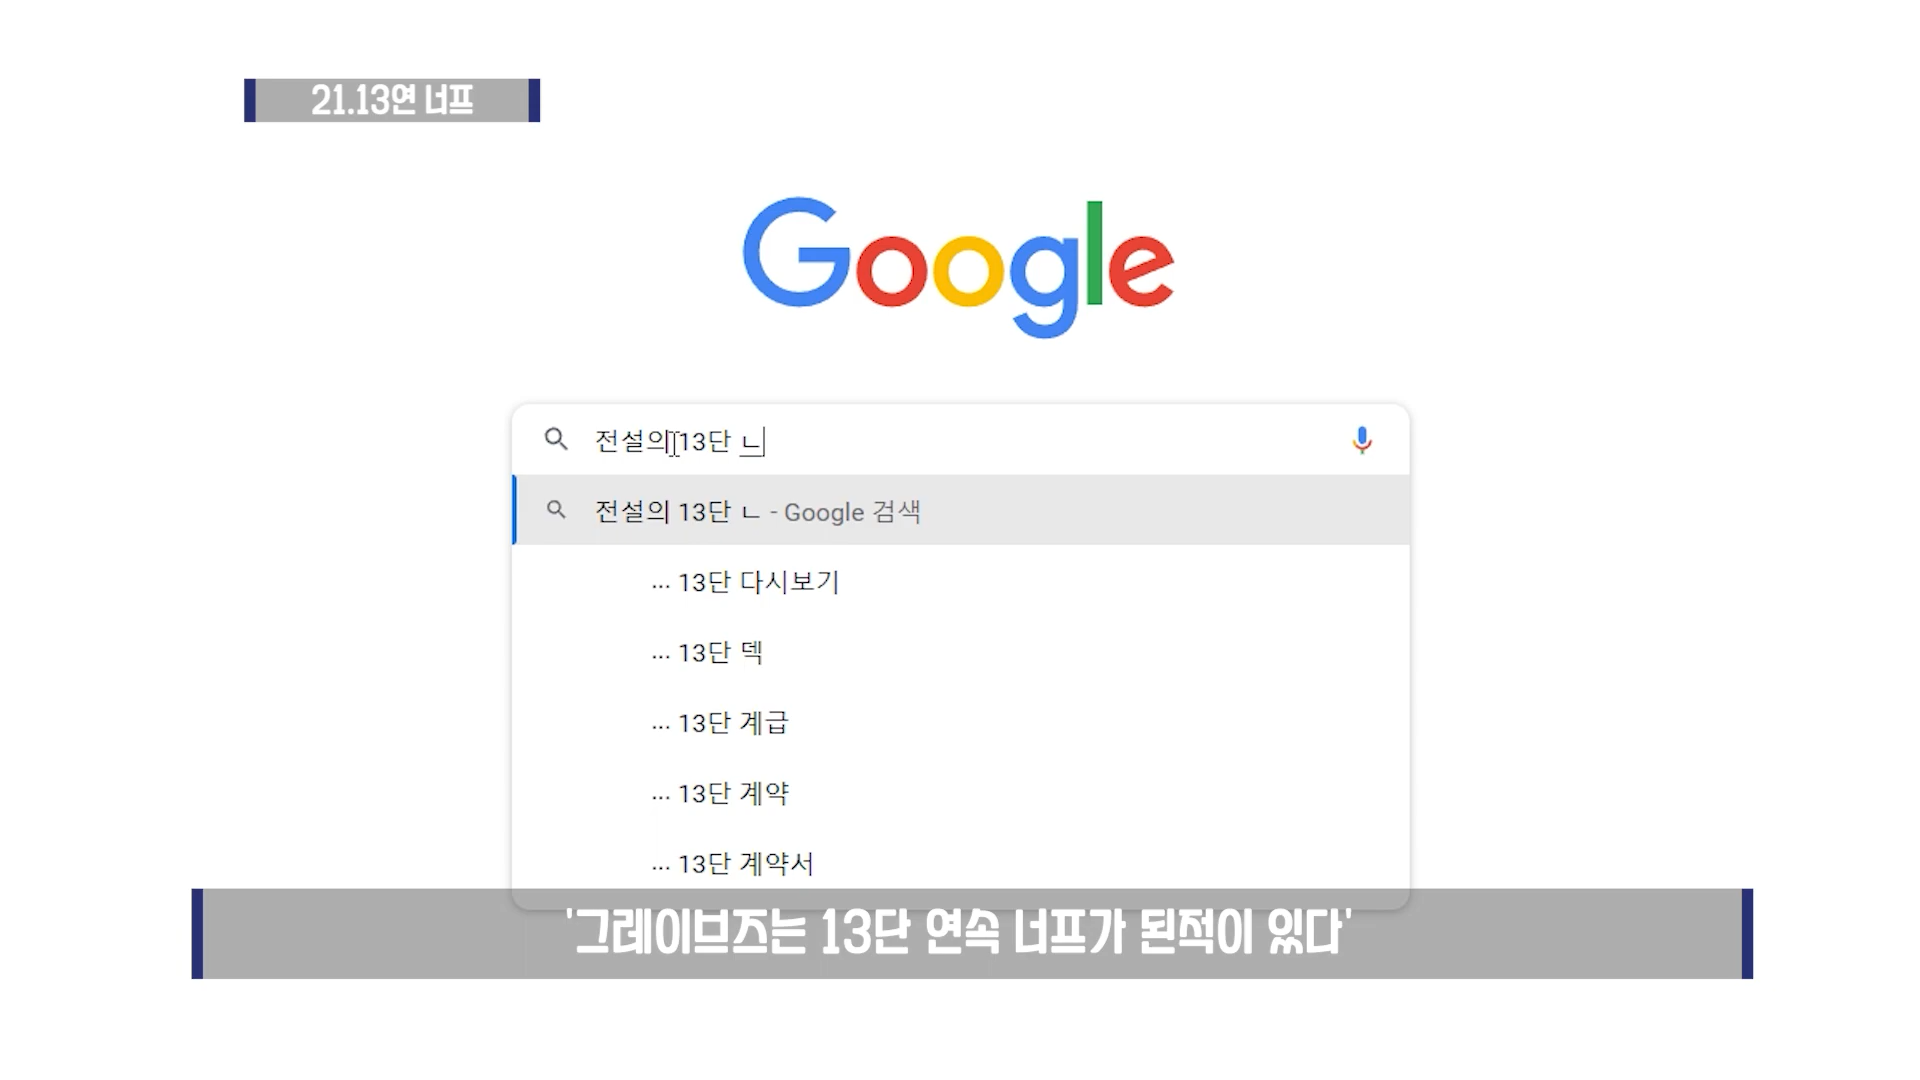 21.13연 너프
Google
전설의 13단 ㄴ
전설의 13단 ㄴ - Google 검색
... 13단 다시보기
... 13단 덱
... 13단 계급
... 13단 계약
... 13단 계약서
'그레이브즈는 13단 연속 너프가 된적이 있다'